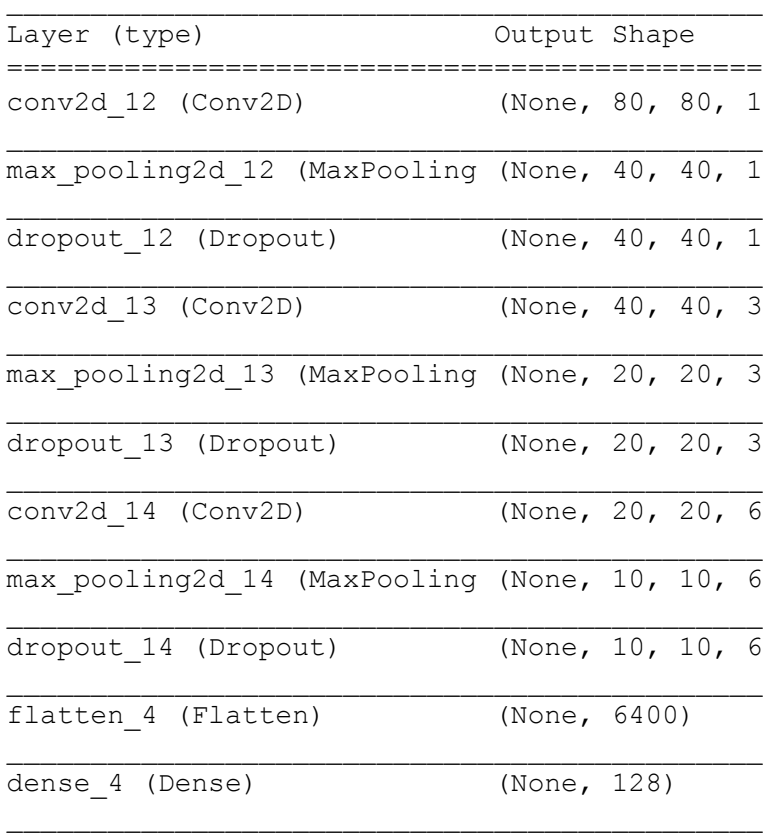 Layer (type) Output Shape
conv2d_12 (Conv2D) (None, 80, 80, 1
max_pooling2d_12 (MaxPooling (None, 40, 40, 1
dropout_12 (Dropout) (None, 40, 40, 1
conv2d_13 (Conv2D) (None, 40, 40, 3
max_pooling2d_13 (MaxPooling (None, 20, 20, 3
dropout_13 (Dropout) (None, 20, 20, 3
conv2d_14 (Conv2D) (None, 20, 20, 6
max_pooling2d_14 (MaxPooling (None, 10, 10, 6
dropout_14 (Dropout) (None, 10, 10, 6
flatten_4 (Flatten) (None, 6400)
dense_4 (Dense) (None, 128)